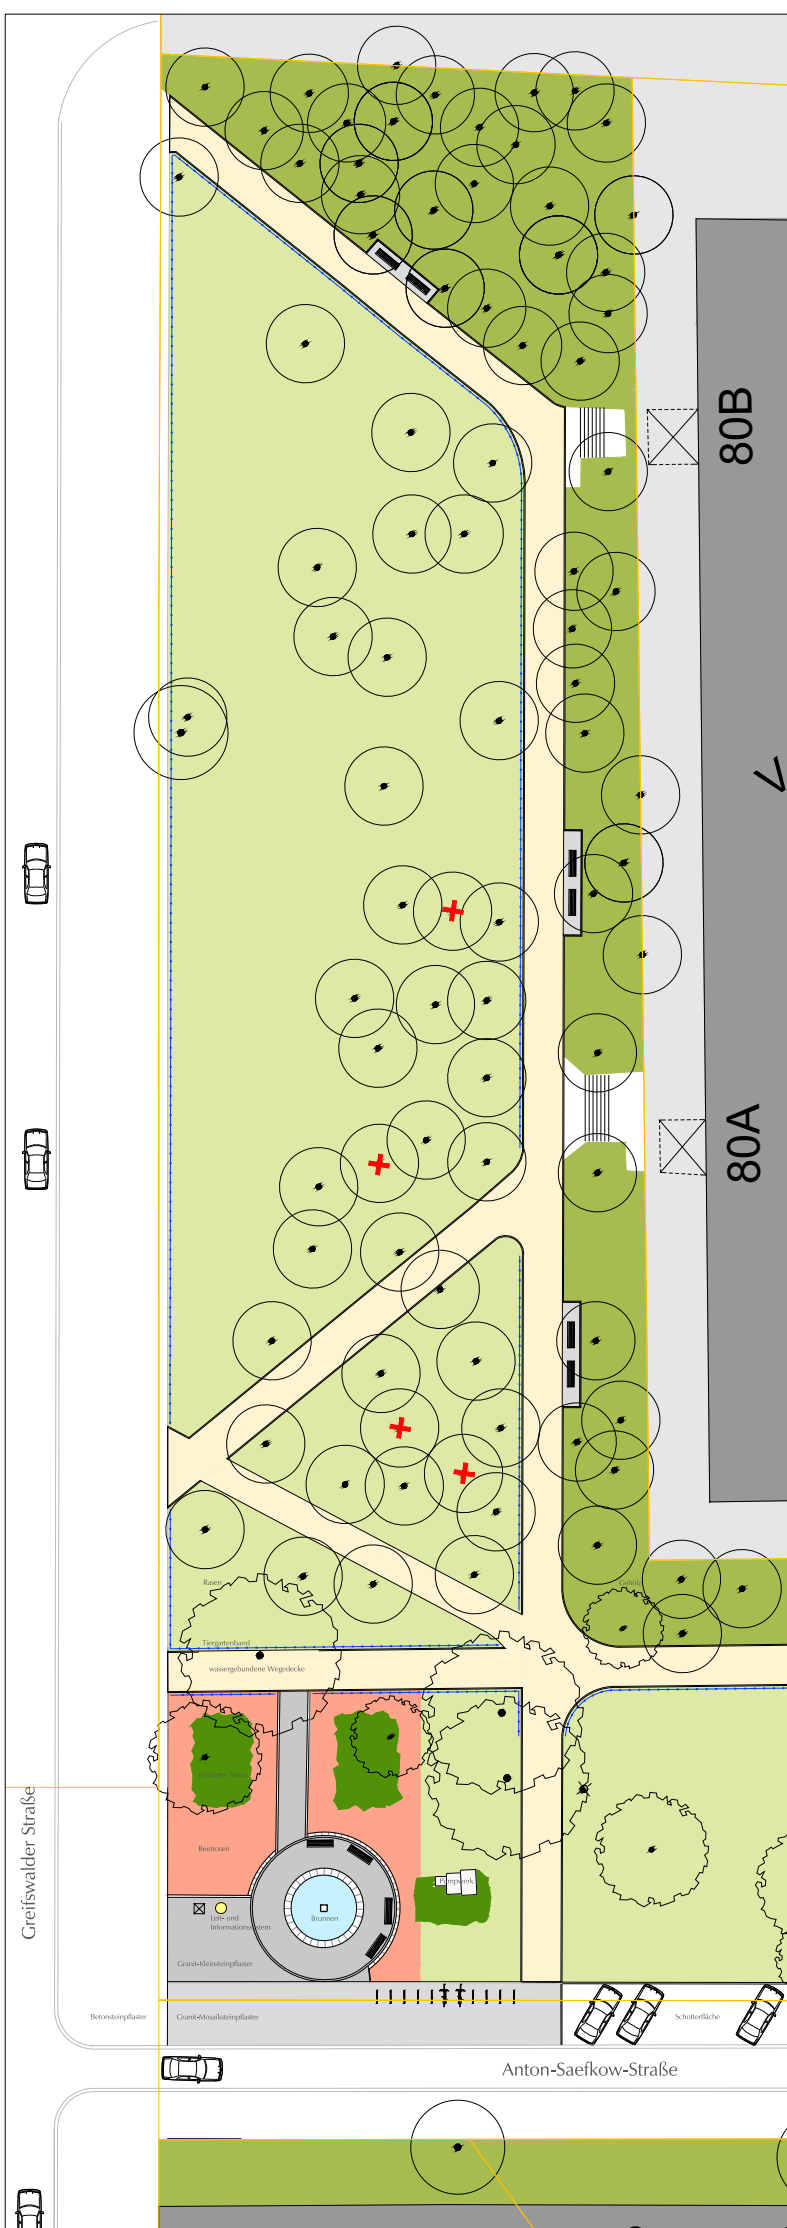 80B
<
80A
Rasen
Gehölz
Tiergartenband
wassergebundene Wegedecke
Beetrosen
Pumpwerk
Leit- und
Informationssystem
Brunnen
Granit-Kleinsteinpflaster
Greifswalder Straße
Betonsteinpflaster
Granit-Mosaiksteinpflaster
Schotterfläche
Anton-Saefkow-Straße